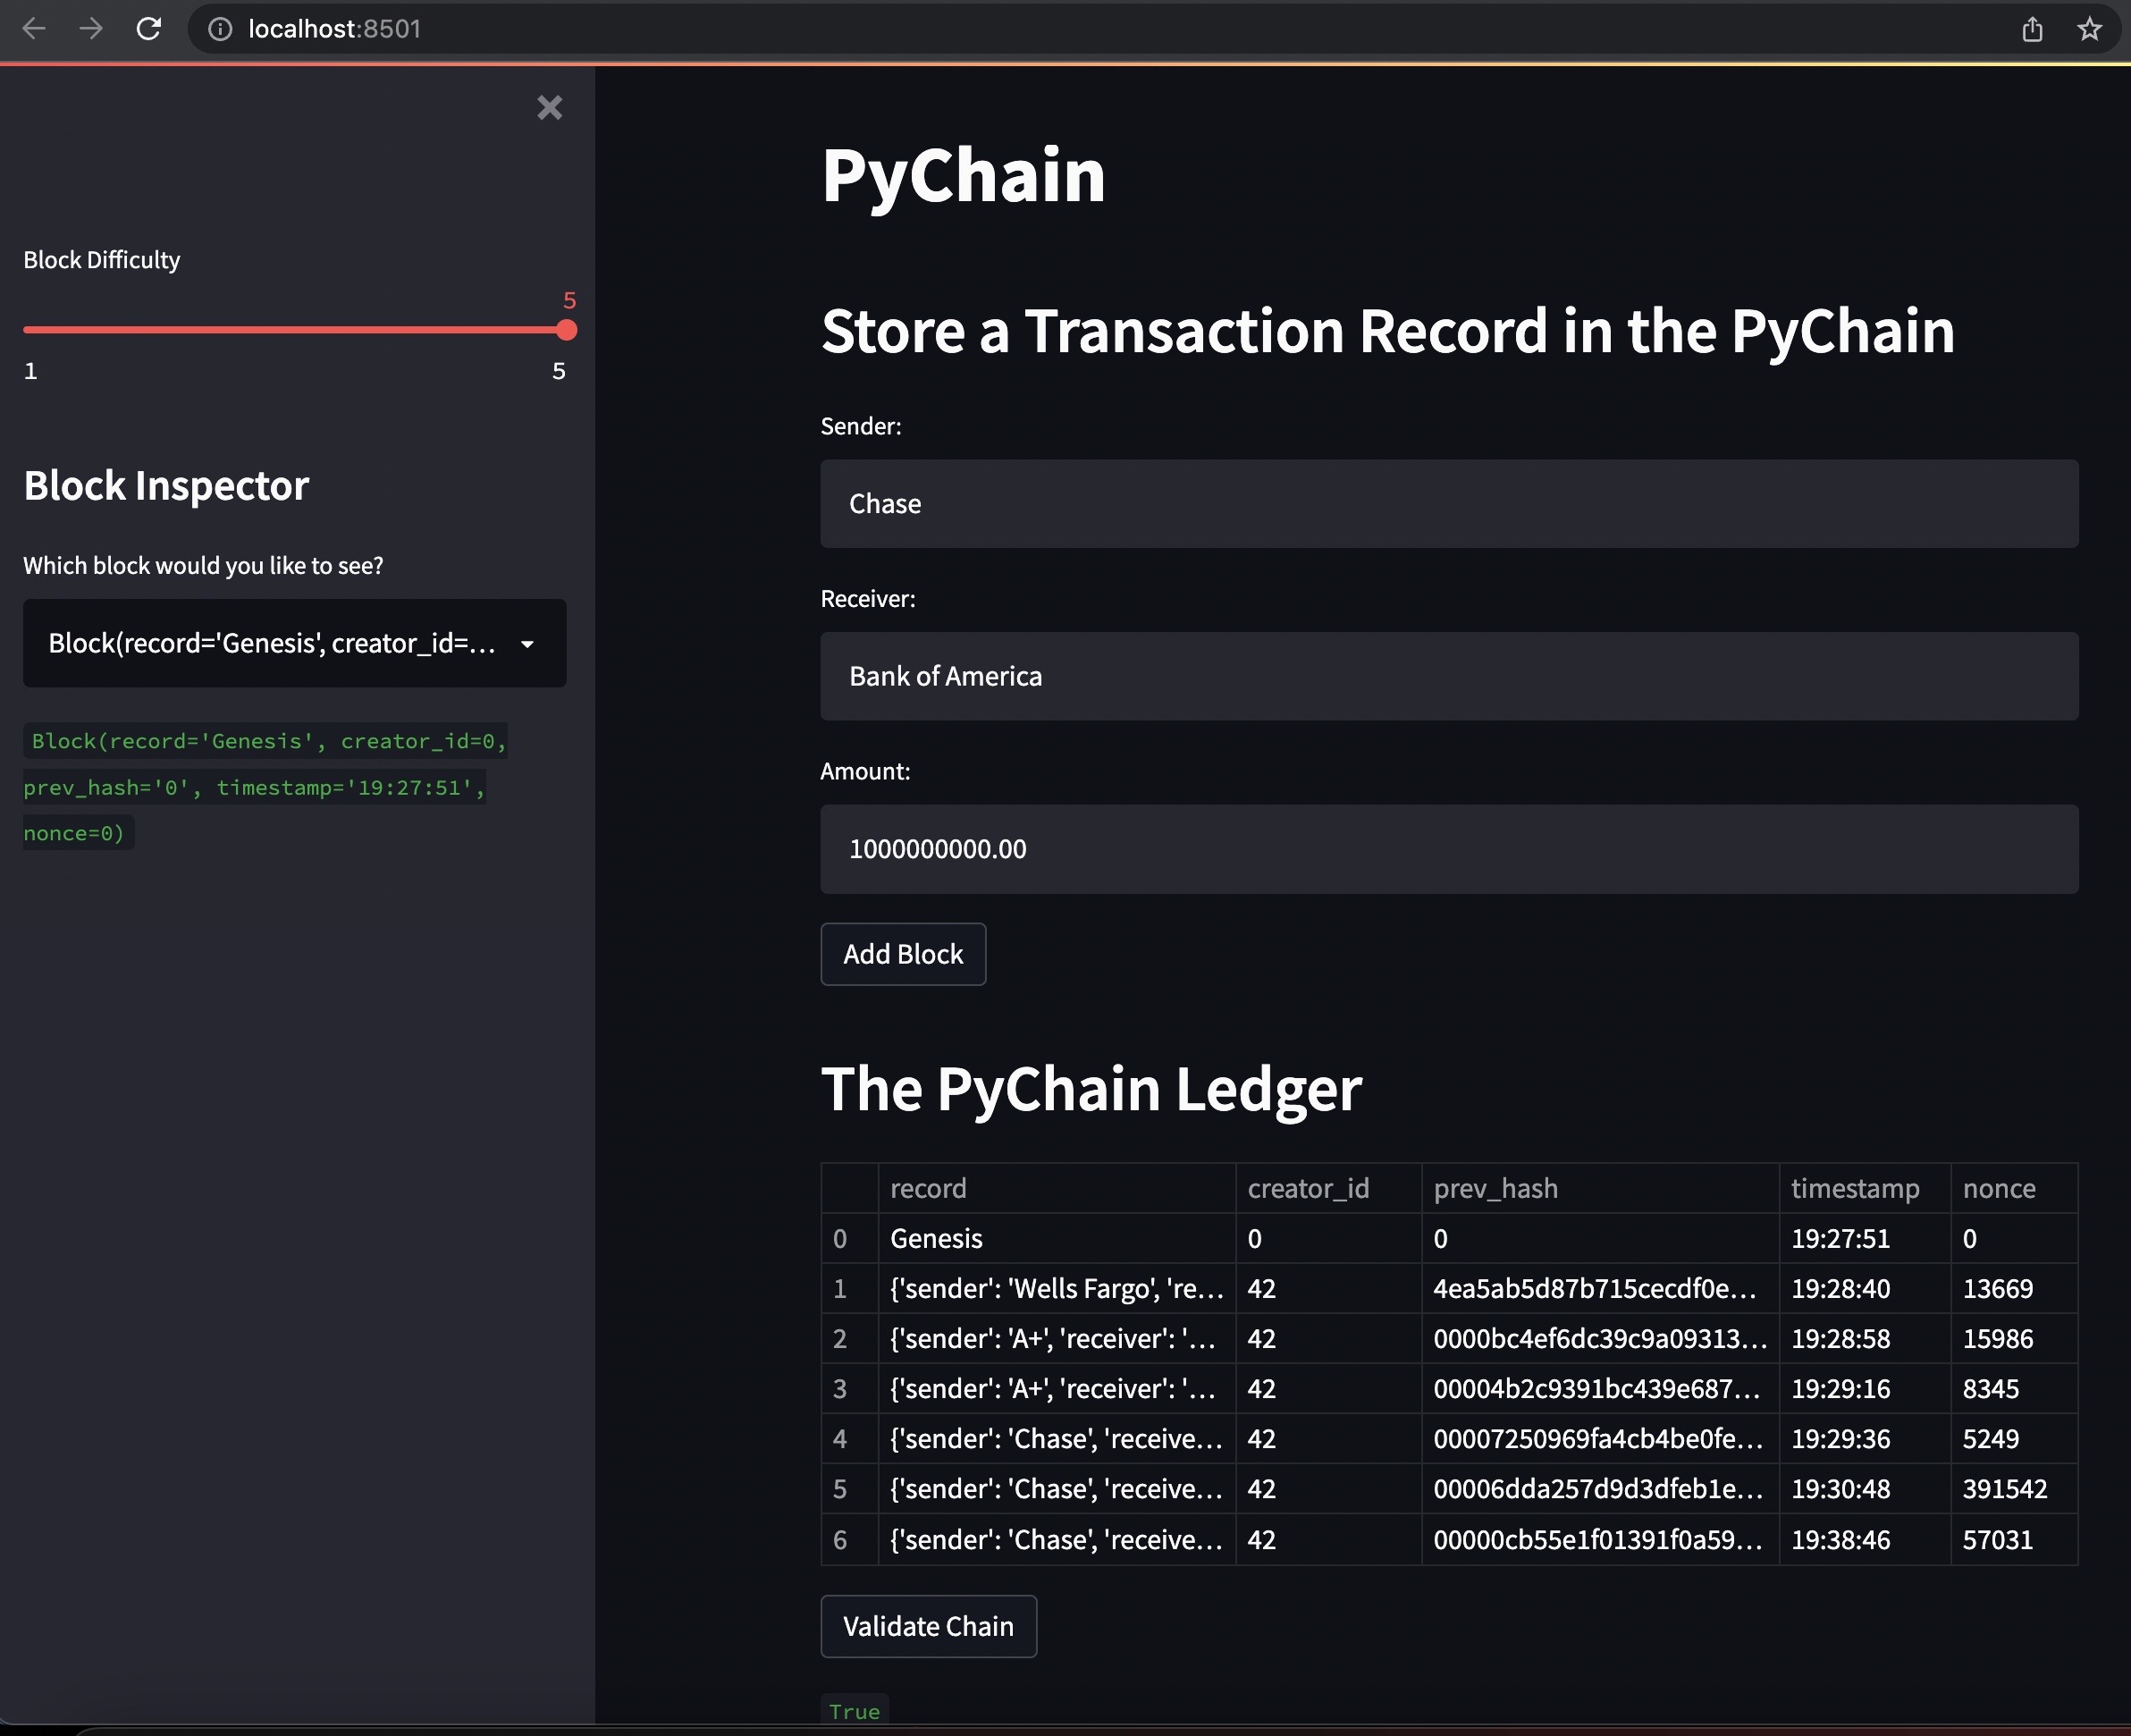 localhost:8501
Block Difficulty
5
1 5
Block Inspector
Which block would you like to see?
Block(record='Genesis', creator_id=...
Block(record='Genesis', creator_id=0,
prev_hash='0', timestamp='19:27:51',
nonce=0)
PyChain
Store a Transaction Record in the PyChain
Sender:
Chase
Receiver:
Bank of America
Amount:
1000000000.00
Add Block
The PyChain Ledger
record creator_id prev_hash timestamp nonce
0 Genesis 0 0 19:27:51 0
1 {'sender': 'Wells Fargo', 're... 42 4ea5ab5d87b715cecdf0e... 19:28:40 13669
2 {'sender': 'A+', 'receiver': '... 42 0000bc4ef6dc39c9a09313... 19:28:58 15986
3 {'sender': 'A+', 'receiver': '... 42 00004b2c9391bc439e687... 19:29:16 8345
4 {'sender': 'Chase', 'receive... 42 00007250969fa4cb4be0fe... 19:29:36 5249
5 {'sender': 'Chase', 'receive... 42 00006dda257d9d3dfeb1e... 19:30:48 391542
6 {'sender': 'Chase', 'receive... 42 00000cb55e1f01391f0a59... 19:38:46 57031
Validate Chain
True